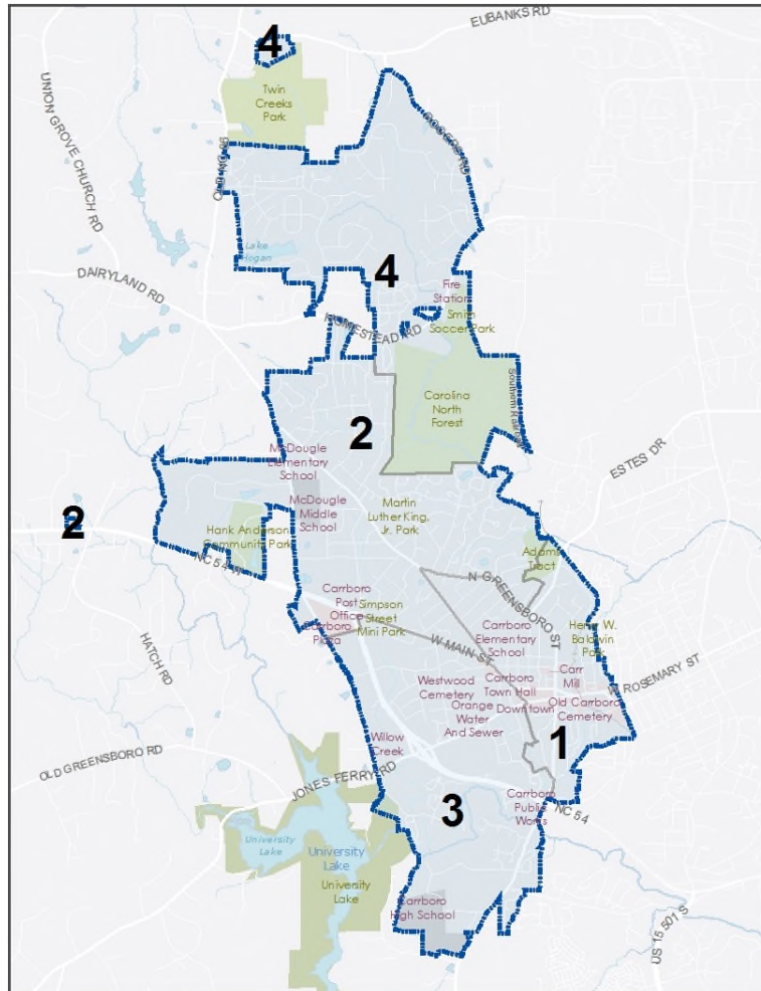 EUBANKS RD
4
Twin
Creeks
Park
UNION GROVE CHURCH RD
ROGERS RD
OLD NC 86
Lake
Hogan
4
DAIRYLAND RD
Fire
Station
HOMESTEAD RD
Smith
Soccer Park
Carolina
North
Forest
Southern Railway
2
ESTES DR
McDougle
Elementary
School
McDougle
Middle
School
Martin
Luther King,
Jr. Park
2
Hank Anderson
Community Park
NC 54 W
Adams
Tract
N GREENSBORO ST
Carrboro
Post
Office
Carrboro
Plaza
Simpson
Street
Mini Park
Carrboro
Elementary
School
Henry W.
Baldwin
Park
W MAIN ST
HATCH RD
Westwood
Cemetery
Carrboro
Town Hall
Carr
Mill
W ROSEMARY ST
Orange
Water
And Sewer
Downtown
Old Carrboro
Cemetery
Willow
Creek
1
OLD GREENSBORO RD
JONES FERRY RD
3
Carrboro
Public
Works
NC 54
University
Lake
University
Lake
University
Lake
Carrboro
High School
US 15 501 S